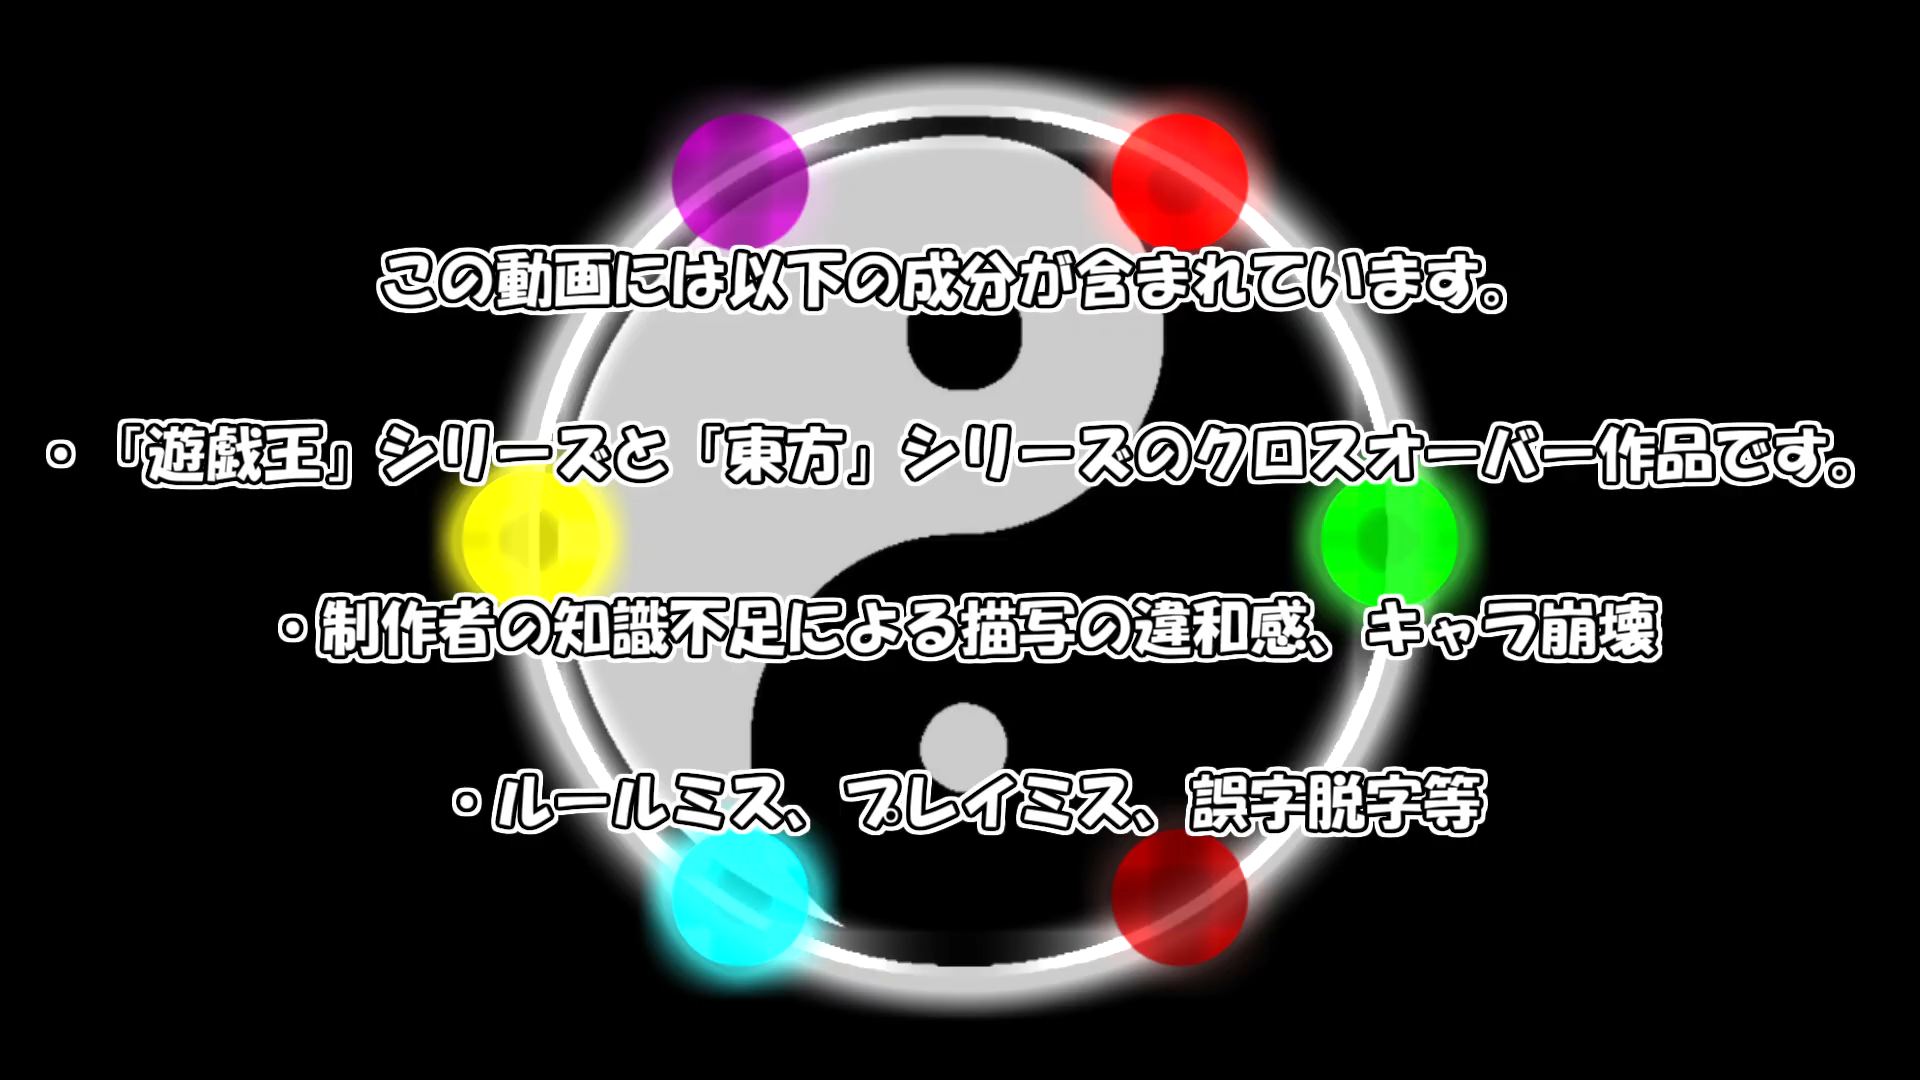 この動画には以下の成分が含まれています。
・「遊戯王」シリーズと「東方」シリーズのクロスオーバー作品です。
・制作者の知識不足による描写の違和感、キャラ崩壊
・ルールミス、プレイミス、誤字脱字等